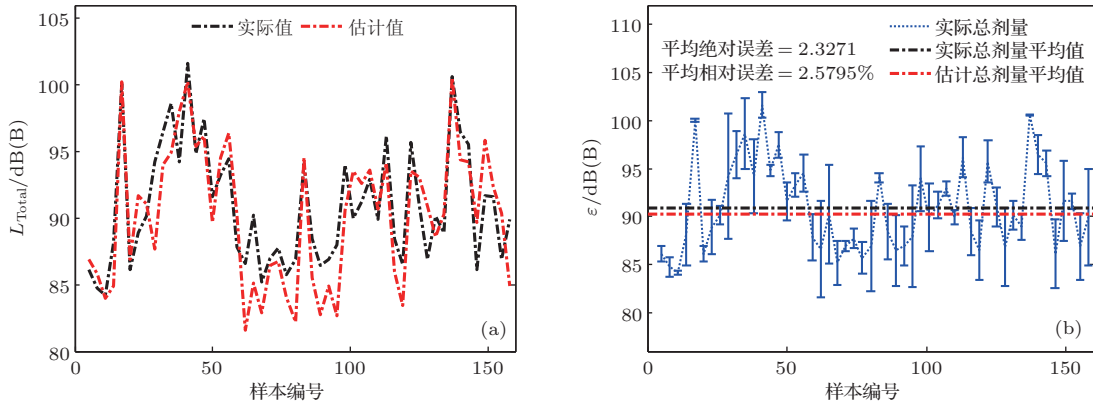 105
100
95
90
85
80
L_Total/dB(B)
实际值 估计值
(a)
0 50 100 150
样本编号
110
105
100
95
90
85
80
ε/dB(B)
平均绝对误差＝2.3271
平均相对误差＝2.5795%
实际总剂量
实际总剂量平均值
估计总剂量平均值
(b)
0 50 100 150
样本编号